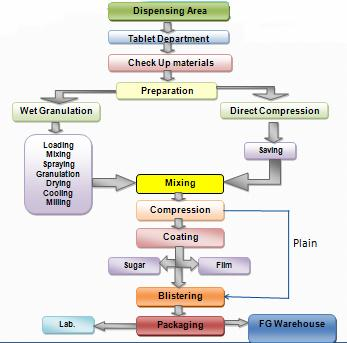 Dispensing Area
Tablet Department
Check Up materials
Preparation
Wet Granulation
Direct Compression
Loading
Mixing
Spraying
Granulation
Drying
Cooling
Milling
Saving
Mixing
Compression
Coating
Plain
Sugar
Film
Blistering
Lab.
Packaging
FG Warehouse